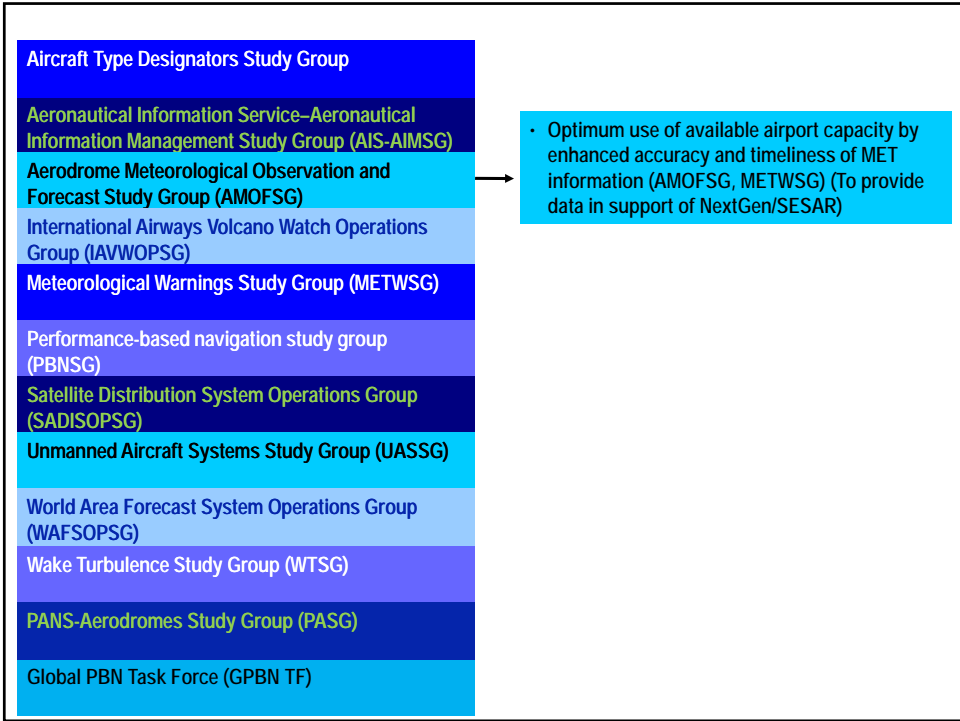 Aircraft Type Designators Study Group
Aeronautical Information Service–Aeronautical
Information Management Study Group (AIS-AIMSG)
Aerodrome Meteorological Observation and
Forecast Study Group (AMOFSG)
International Airways Volcano Watch Operations
Group (IAVWOPSG)
Meteorological Warnings Study Group (METWSG)
Performance-based navigation study group
(PBNSG)
Satellite Distribution System Operations Group
(SADISOPSG)
Unmanned Aircraft Systems Study Group (UASSG)
World Area Forecast System Operations Group
(WAFSOPSG)
Wake Turbulence Study Group (WTSG)
PANS-Aerodromes Study Group (PASG)
Global PBN Task Force (GPBN TF)
• Optimum use of available airport capacity by
enhanced accuracy and timeliness of MET
information (AMOFSG, METWSG) (To provide
data in support of NextGen/SESAR)